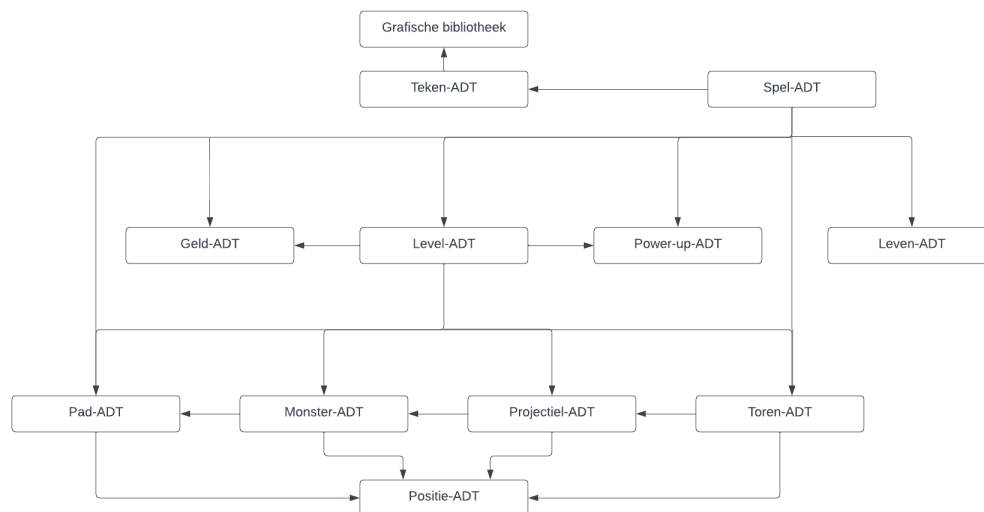 Grafische bibliotheek
Teken-ADT
Spel-ADT
Geld-ADT
Level-ADT
Power-up-ADT
Leven-ADT
Pad-ADT
Monster-ADT
Projectiel-ADT
Toren-ADT
Positie-ADT